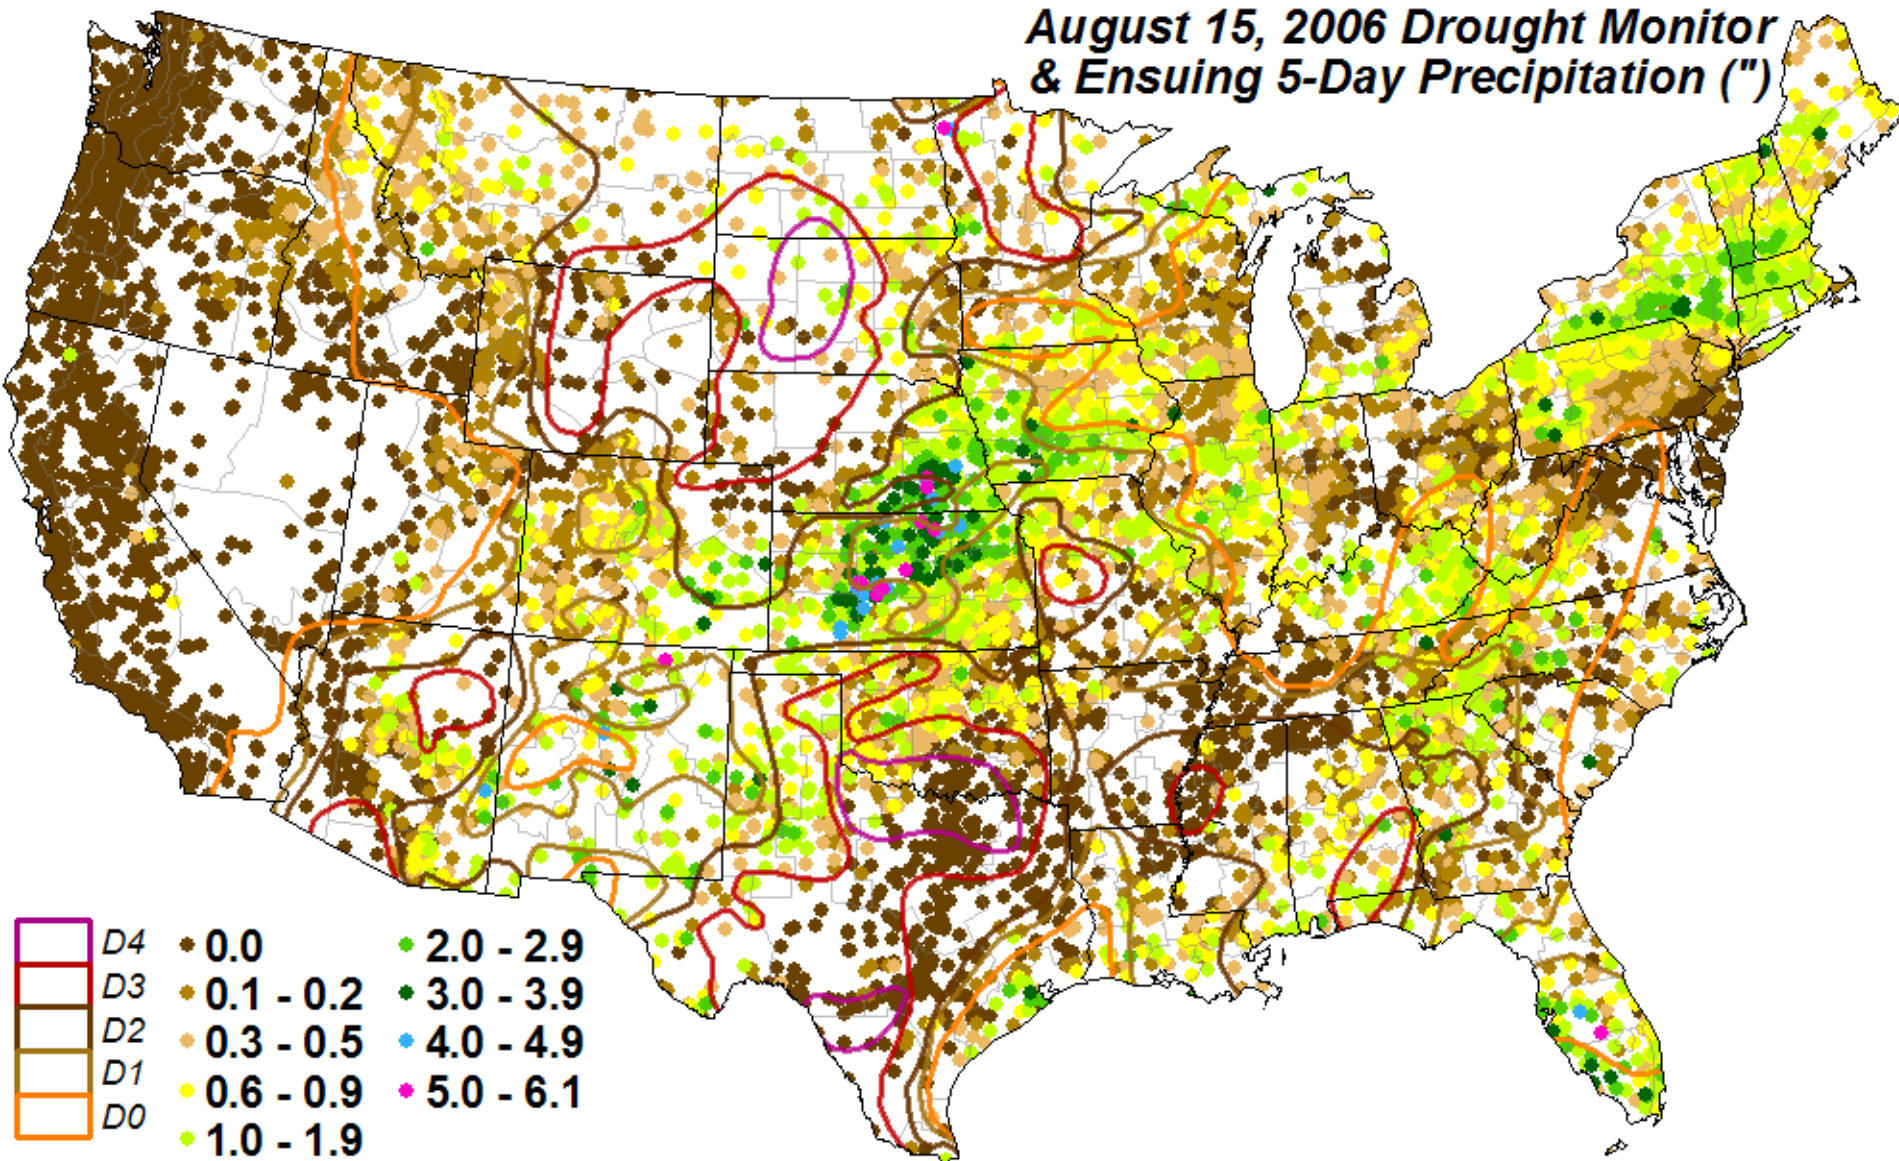 August 15, 2006 Drought Monitor
& Ensuing 5-Day Precipitation (")
D4
D3
D2
D1
D0
0.0
0.1 - 0.2
0.3 - 0.5
0.6 - 0.9
1.0 - 1.9
2.0 - 2.9
3.0 - 3.9
4.0 - 4.9
5.0 - 6.1